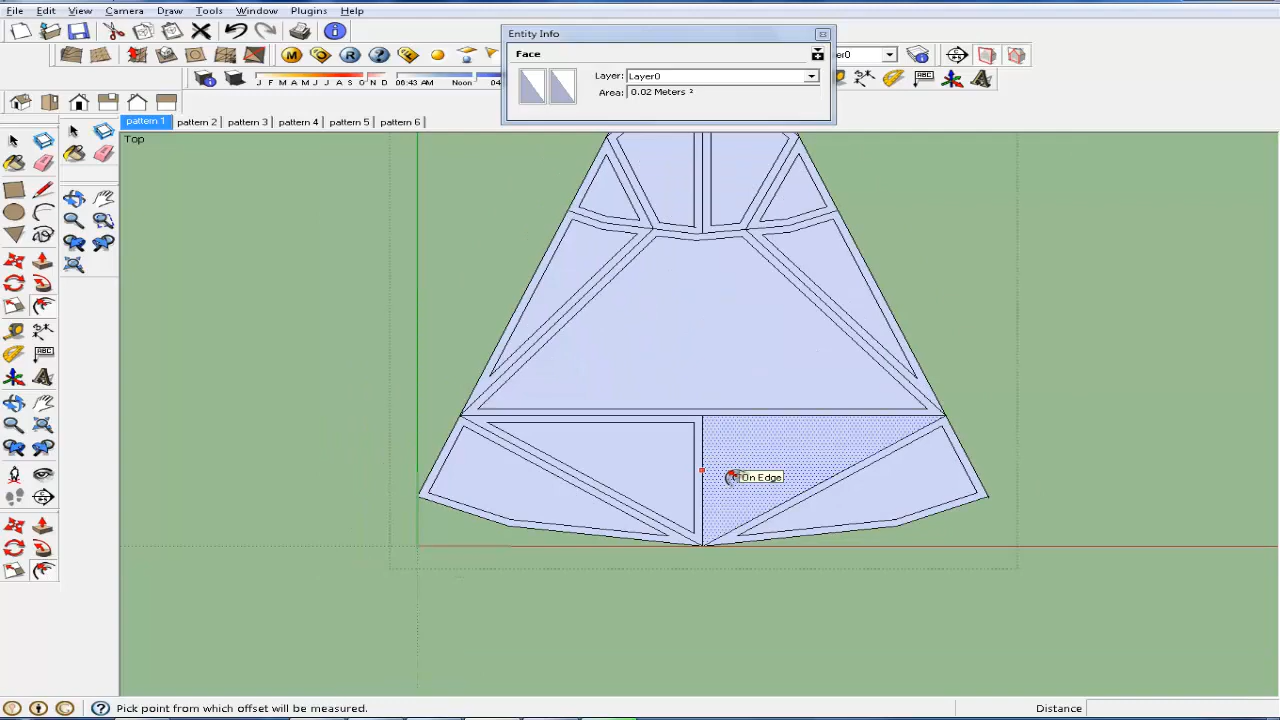 File Edit View Camera Draw Tools Window Plugins Help
Entity Info
Face
Layer: Layer0
Area: 0.02 Meters ²
J F M A M J J A S O N D 06:43 AM Noon
pattern 1 pattern 2 pattern 3 pattern 4 pattern 5 pattern 6
Top
On Edge
Pick point from which offset will be measured. Distance